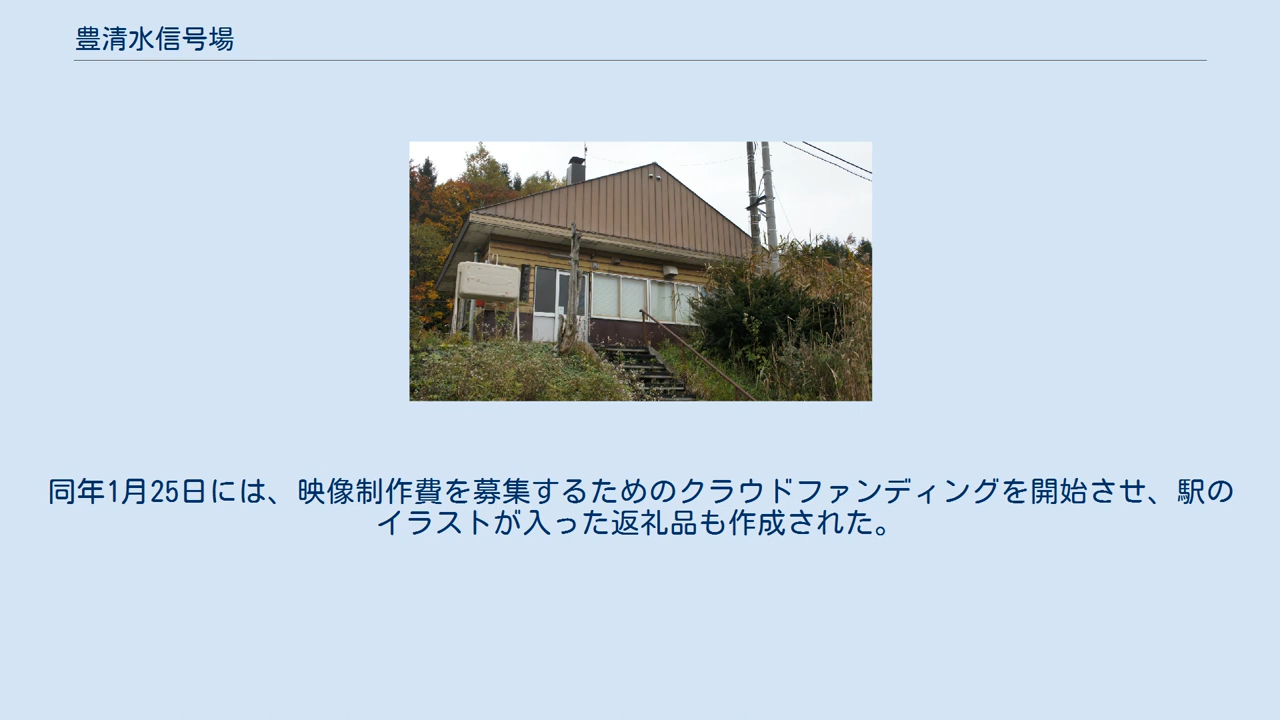 豊清水信号場
同年1月25日には、映像制作費を募集するためのクラウドファンディングを開始させ、駅の
イラストが入った返礼品も作成された。